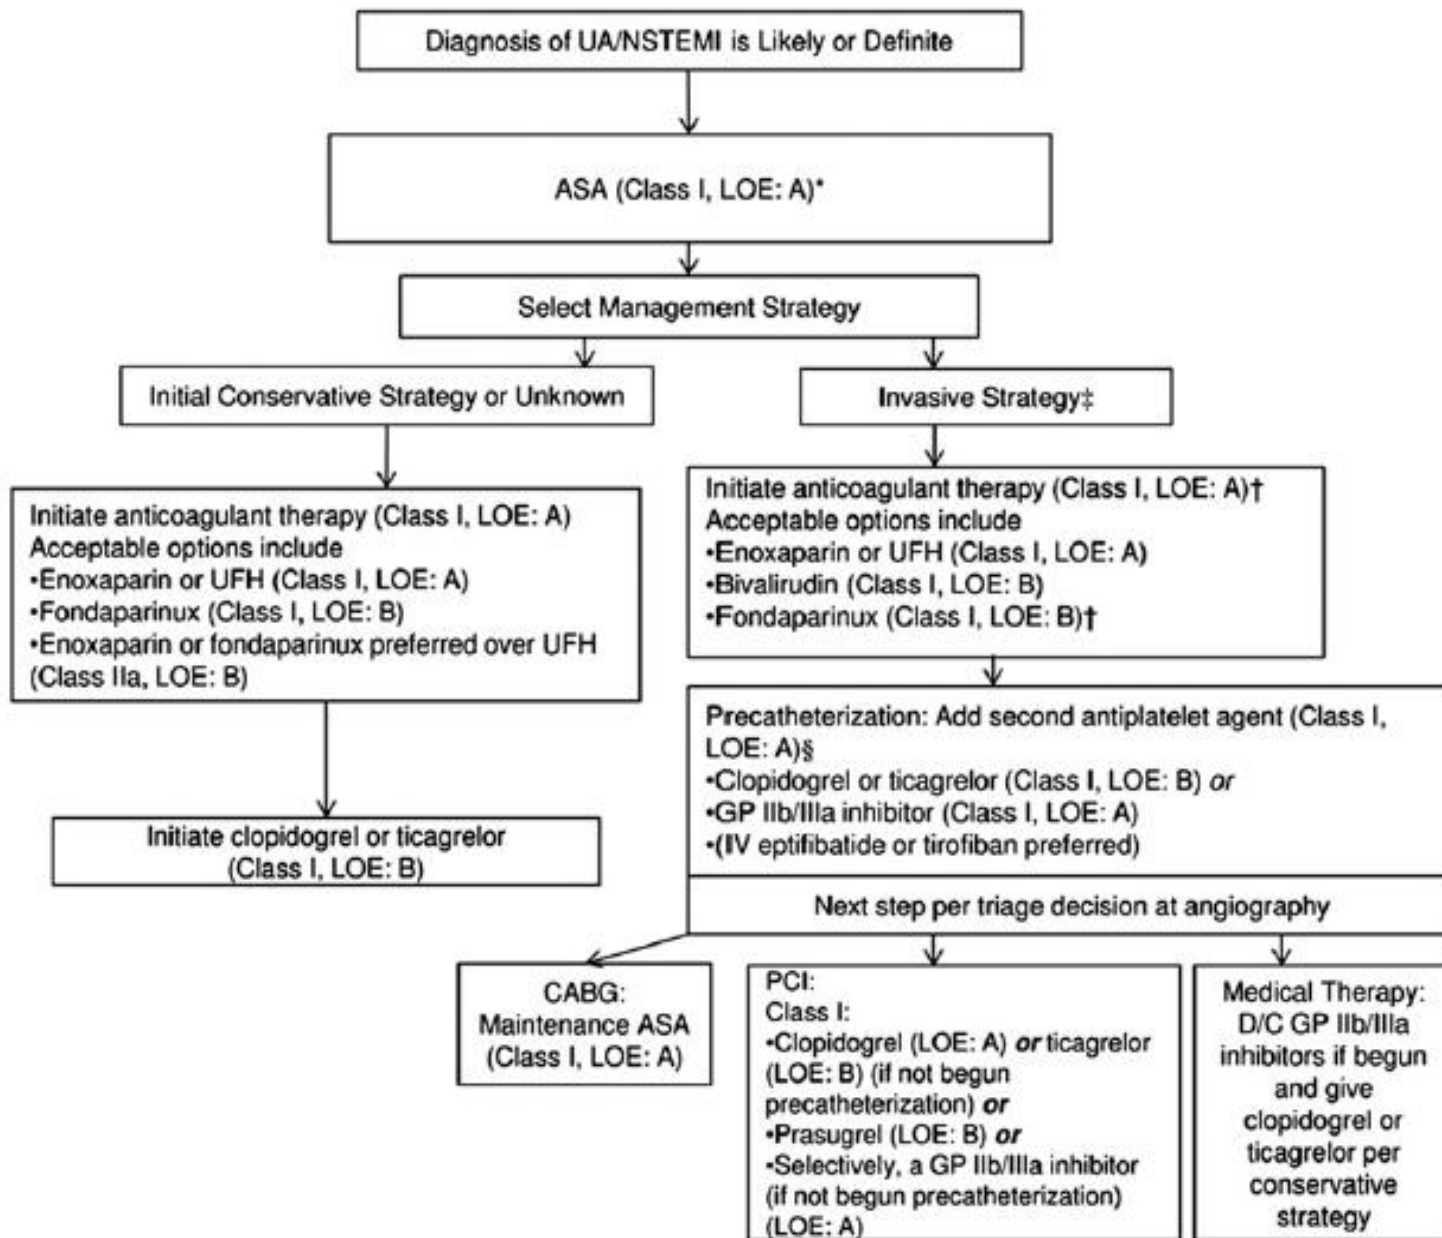 Diagnosis of UA/NSTEMI is Likely or Definite
ASA (Class I, LOE: A)*
Select Management Strategy
Initial Conservative Strategy or Unknown
Invasive Strategy‡
Initiate anticoagulant therapy (Class I, LOE: A)
Acceptable options include
•Enoxaparin or UFH (Class I, LOE: A)
•Fondaparinux (Class I, LOE: B)
•Enoxaparin or fondaparinux preferred over UFH
(Class IIa, LOE: B)
Initiate anticoagulant therapy (Class I, LOE: A)†
Acceptable options include
•Enoxaparin or UFH (Class I, LOE: A)
•Bivalirudin (Class I, LOE: B)
•Fondaparinux (Class I, LOE: B)†
Initiate clopidogrel or ticagrelor
(Class I, LOE: B)
Precatheterization: Add second antiplatelet agent (Class I,
LOE: A)§
•Clopidogrel or ticagrelor (Class I, LOE: B) or
•GP IIb/IIIa inhibitor (Class I, LOE: A)
•(IV eptifibatide or tirofiban preferred)
Next step per triage decision at angiography
CABG:
Maintenance ASA
(Class I, LOE: A)
PCI:
Class I:
•Clopidogrel (LOE: A) or ticagrelor
(LOE: B) (if not begun
precatheterization) or
•Prasugrel (LOE: B) or
•Selectively, a GP IIb/IIIa inhibitor
(if not begun precatheterization)
(LOE: A)
Medical Therapy:
D/C GP IIb/IIIa
inhibitors if begun
and give
clopidogrel or
ticagrelor per
conservative
strategy